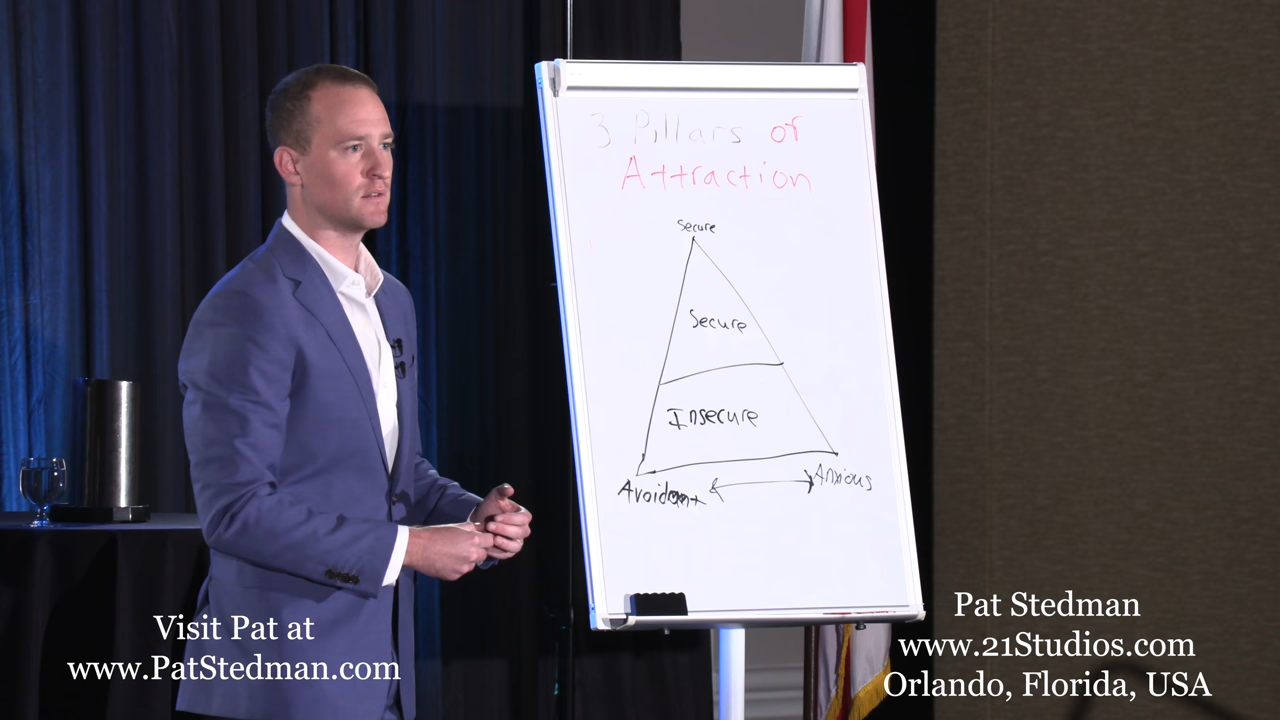 3 Pillars of
Attraction
Secure
Secure
Insecure
Avoidant
Anxious
Visit Pat at
www.PatStedman.com
Pat Stedman
www.21Studios.com
Orlando, Florida, USA